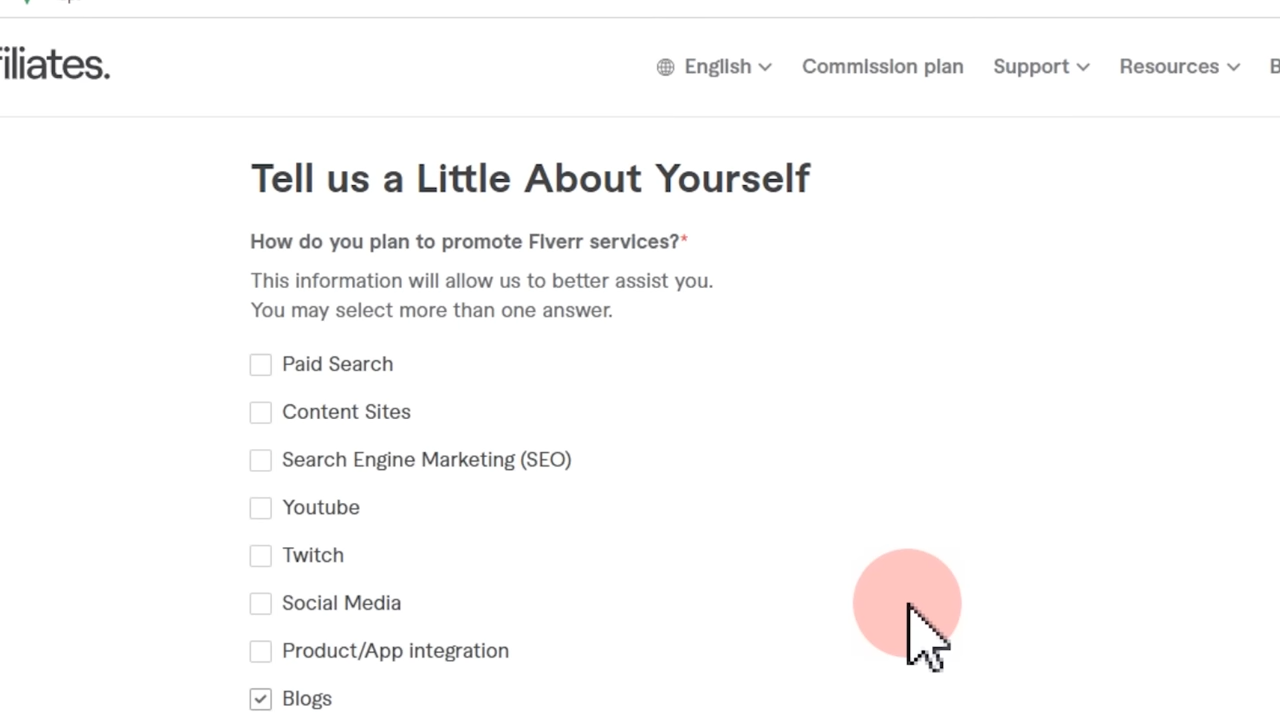 filiates.
English
Commission plan
Support
Resources
Tell us a Little About Yourself
How do you plan to promote Fiverr services?*
This information will allow us to better assist you.
You may select more than one answer.
Paid Search
Content Sites
Search Engine Marketing (SEO)
Youtube
Twitch
Social Media
Product/App integration
Blogs